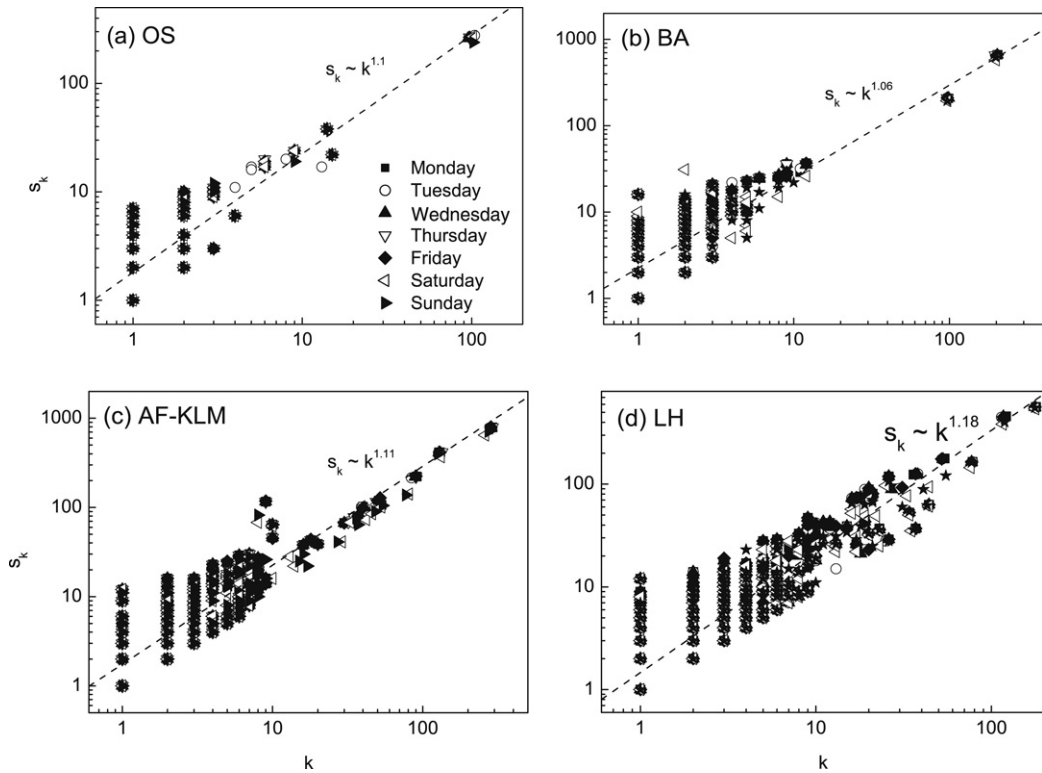 (a) OS
s_k ~ k^1.1
100
10
1
s_k
Monday
Tuesday
Wednesday
Thursday
Friday
Saturday
Sunday
1 10 100
(b) BA
s_k ~ k^1.06
1000
100
10
1
1 10 100
(c) AF-KLM
s_k ~ k^1.11
1000
100
10
1
s_k
1 10 100
k
(d) LH
s_k ~ k^1.18
100
10
1
1 10 100
k